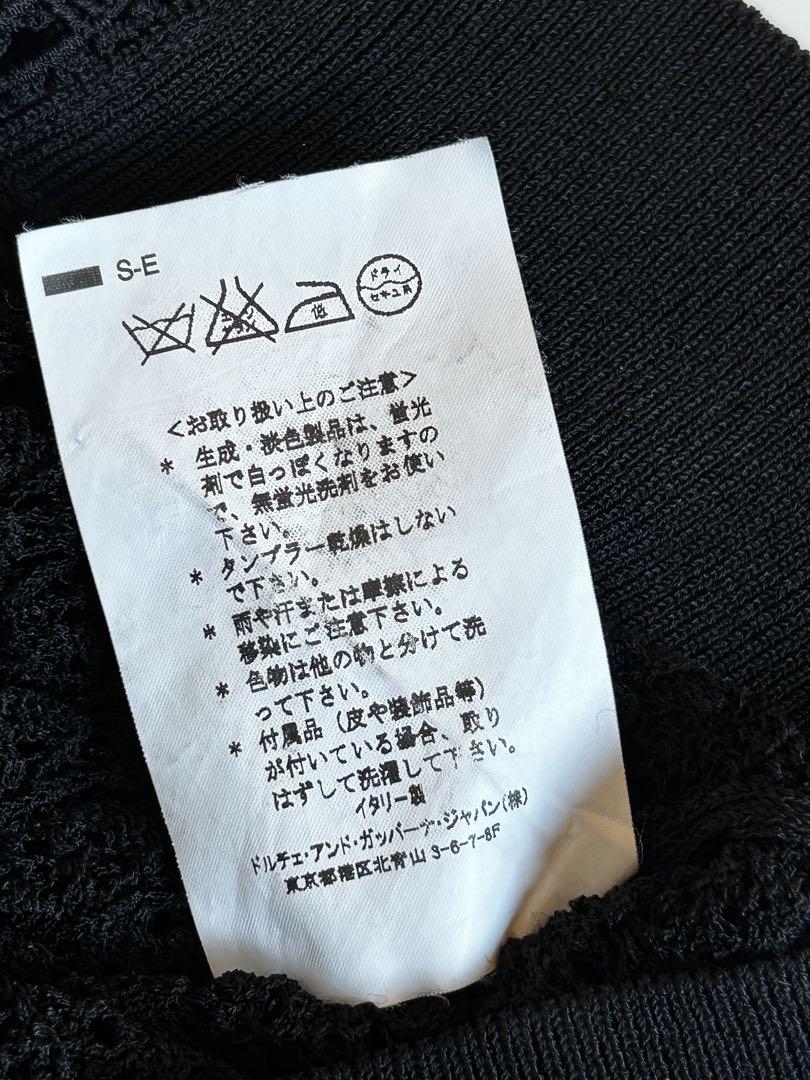 S-E
低
ドライ
セキユ系
<お取り扱い上のご注意>
* 生成・淡色製品は、蛍光
剤で白っぽくなりますの
で、無蛍光洗剤をお使い
下さい。
* タンブラー乾燥はしない
で下さい。
* 雨や汗または摩擦による
移染にご注意下さい。
* 色物は他の物と分けて洗
って下さい。
* 付属品(皮や装飾品等)
が付いている場合、取り
はずして洗濯して下さい。
イタリー製
ドルチェ・アンド・ガッバーナ・ジャパン(株)
東京都港区北青山 3-6-7-8F